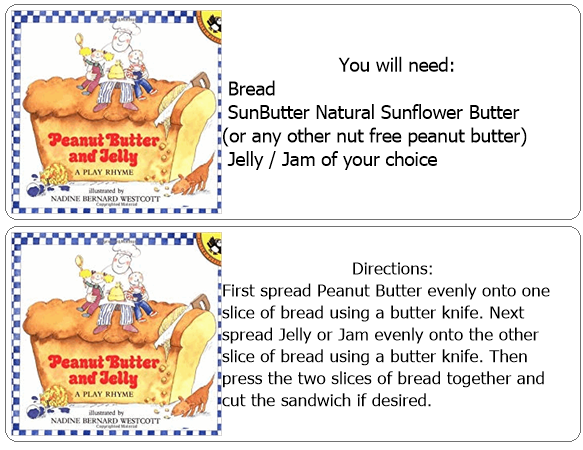 Peanut Butter
and Jelly
A PLAY RHYME
illustrated by
NADINE BERNARD WESTCOTT
Copyrighted Material
You will need:
Bread
SunButter Natural Sunflower Butter
(or any other nut free peanut butter)
Jelly / Jam of your choice
Peanut Butter
and Jelly
A PLAY RHYME
illustrated by
NADINE BERNARD WESTCOTT
Copyrighted Material
Directions:
First spread Peanut Butter evenly onto one
slice of bread using a butter knife. Next
spread Jelly or Jam evenly onto the other
slice of bread using a butter knife. Then
press the two slices of bread together and
cut the sandwich if desired.